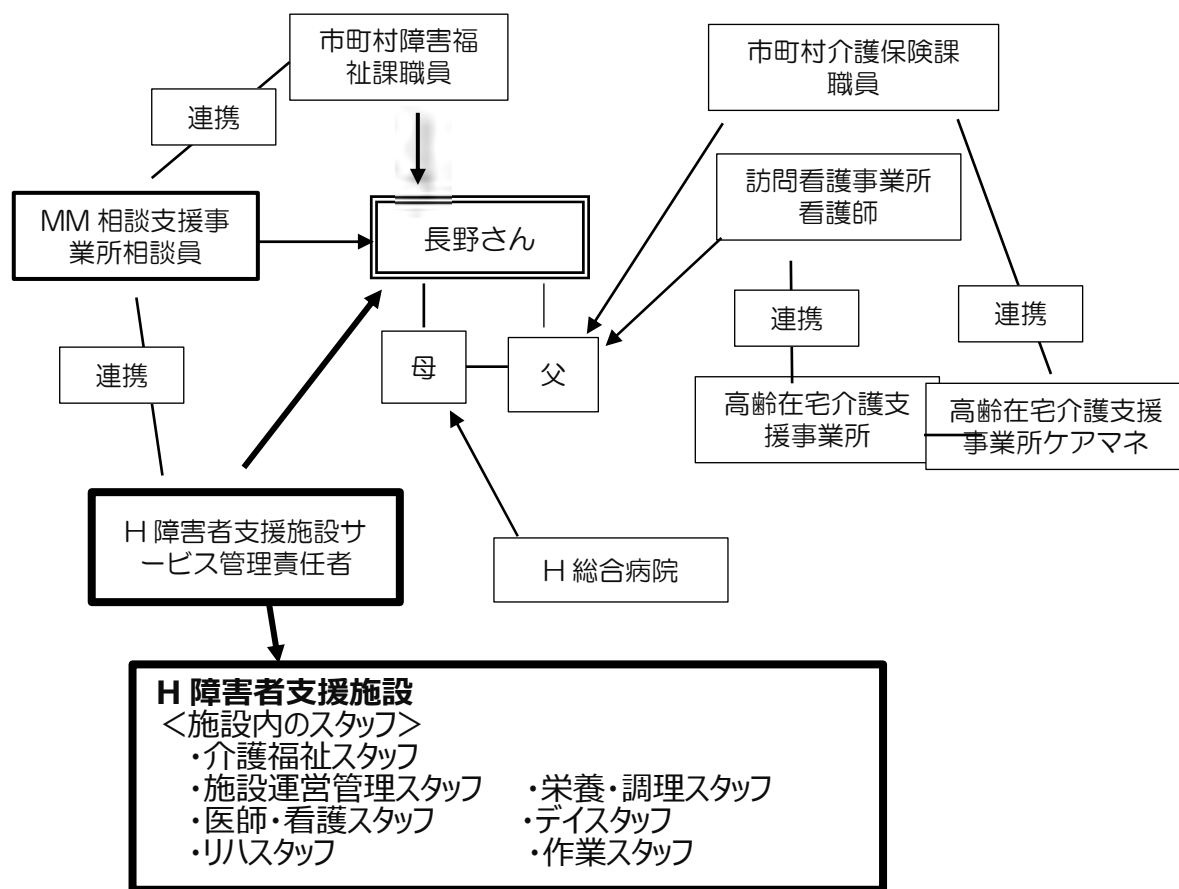 市町村障害福
祉課職員
市町村介護保険課
職員
連携
訪問看護事業所
看護師
MM 相談支援事
業所相談員
長野さん
連携
連携
連携
母
父
高齢在宅介護支
援事業所
高齢在宅介護支援
事業所ケアマネ
H 障害者支援施設サ
ービス管理責任者
H 総合病院
H 障害者支援施設
＜施設内のスタッフ＞
・介護福祉スタッフ
・施設運営管理スタッフ ・栄養・調理スタッフ
・医師・看護スタッフ ・デイスタッフ
・リハスタッフ ・作業スタッフ